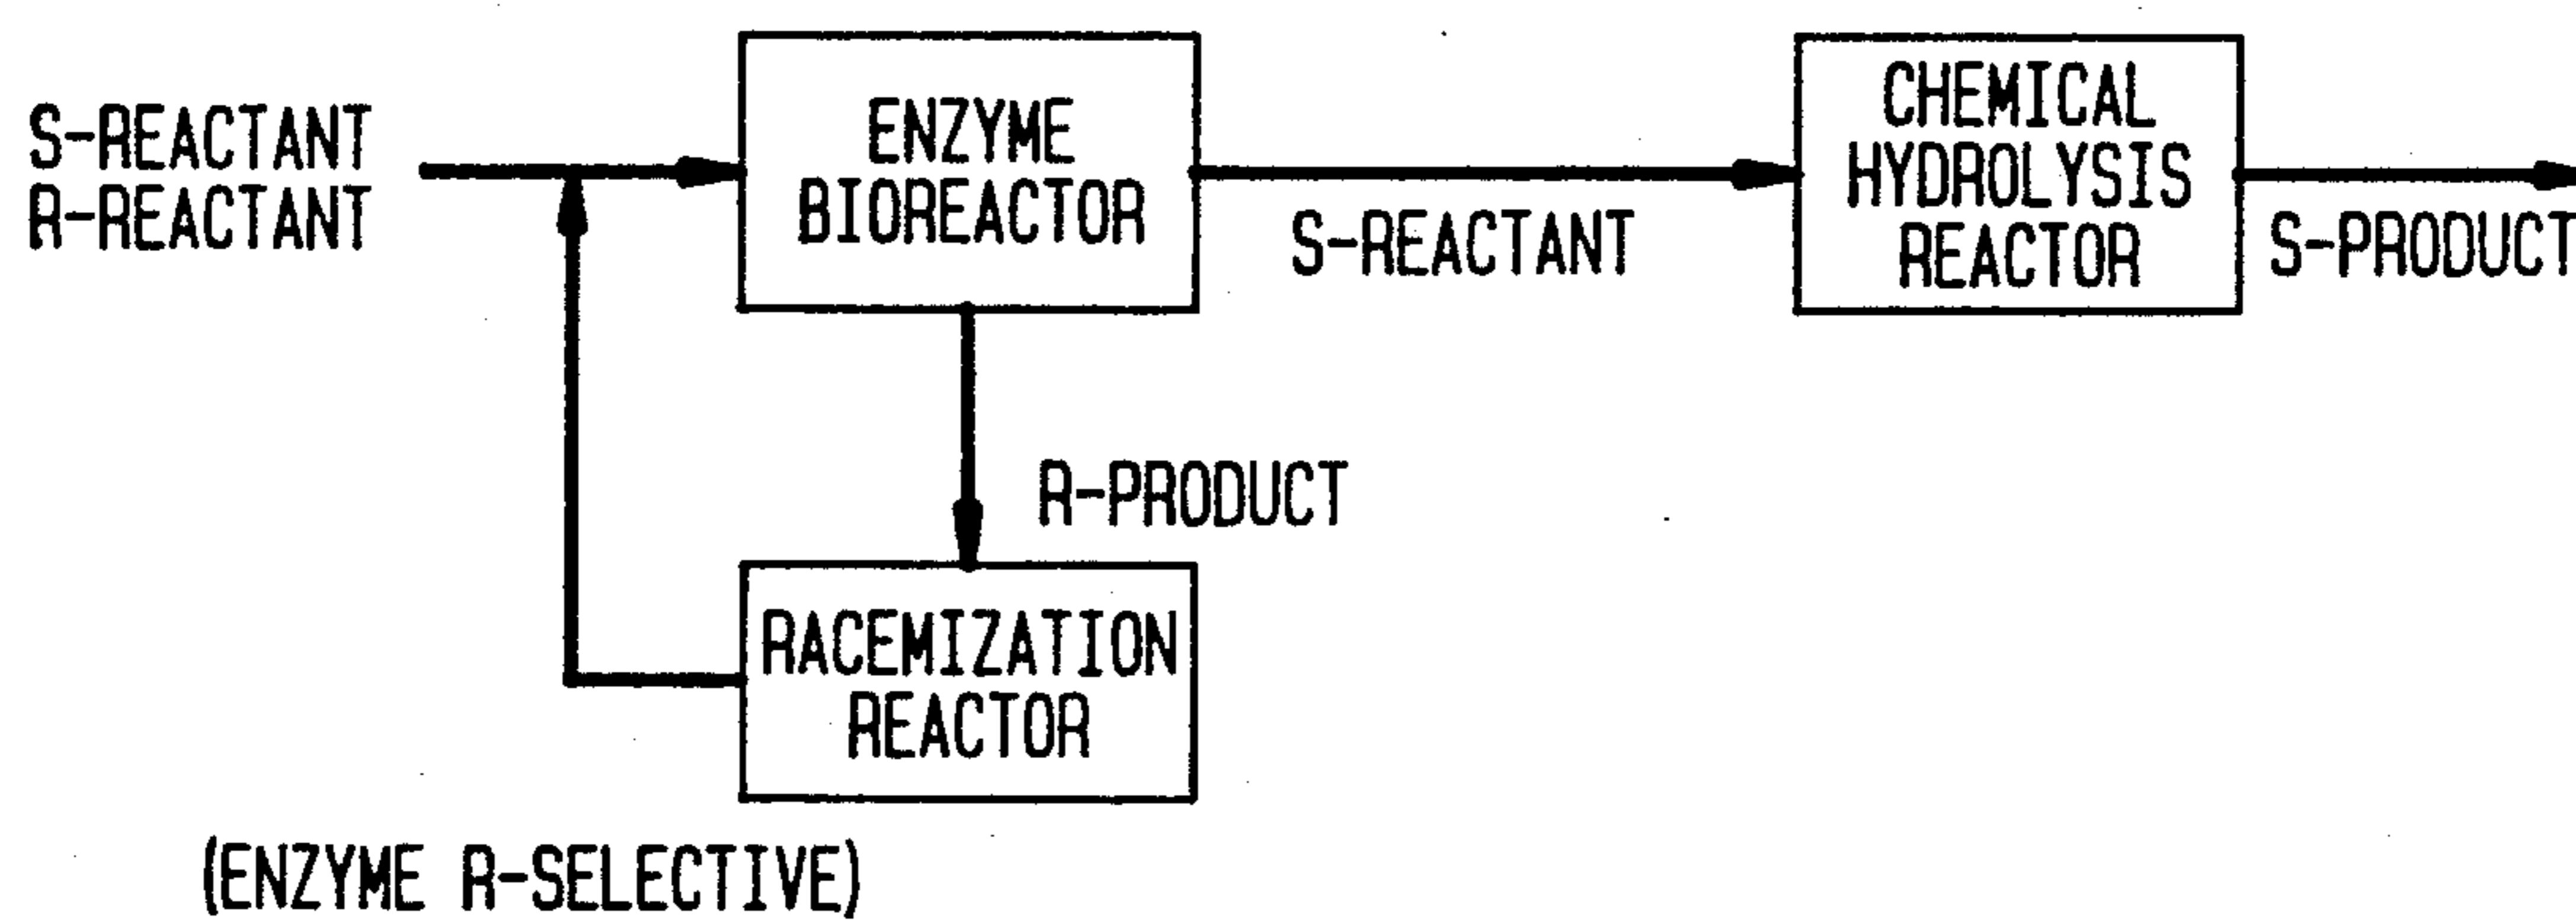 S-REACTANT
R-REACTANT
ENZYME
BIOREACTOR
S-REACTANT
CHEMICAL
HYDROLYSIS
REACTOR
S-PRODUCT
R-PRODUCT
RACEMIZATION
REACTOR
(ENZYME R-SELECTIVE)